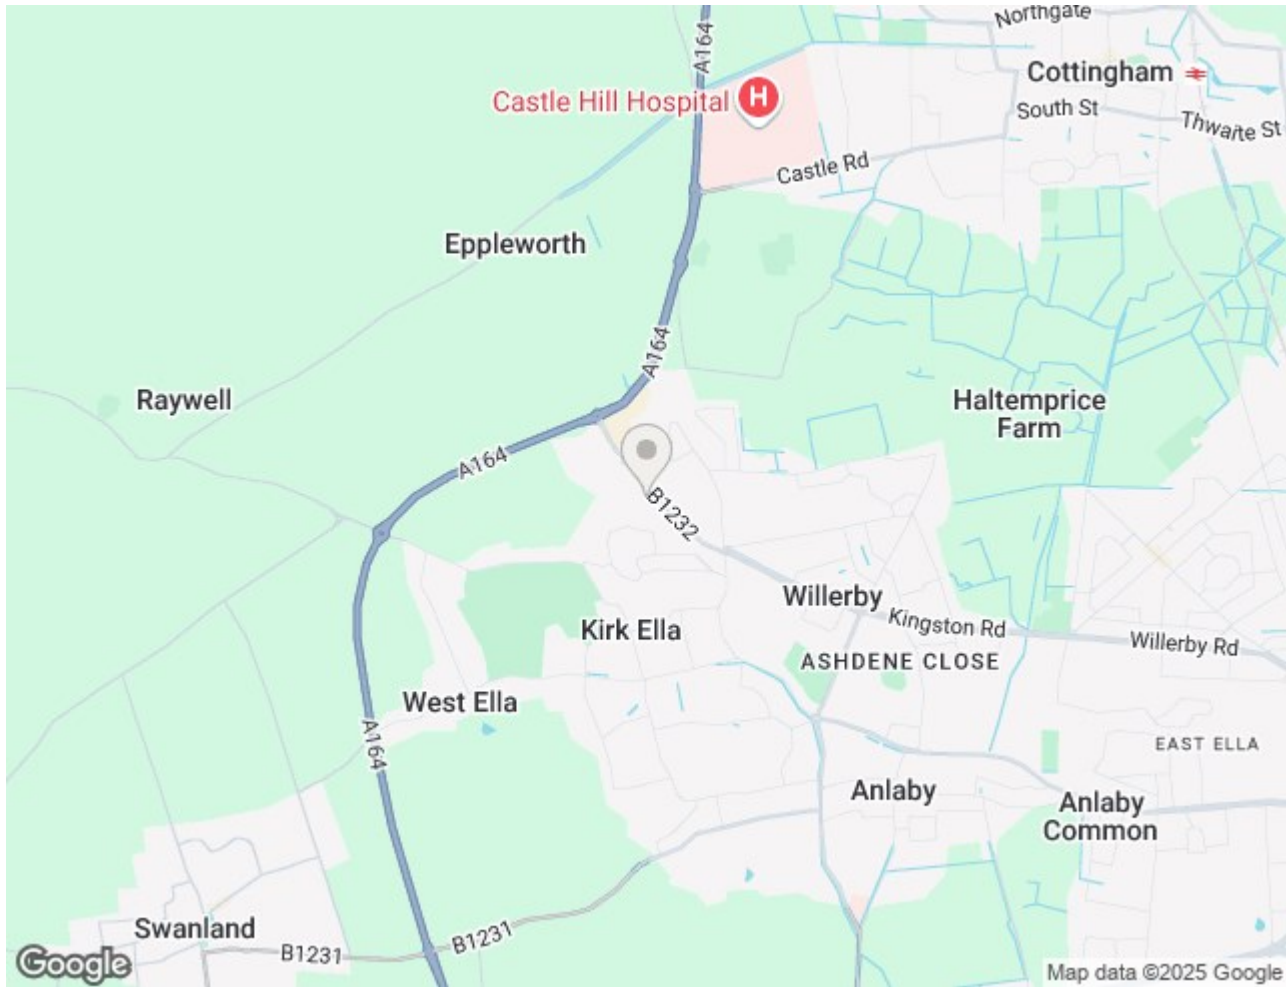 Northgate
A164
Cottingham
Castle Hill Hospital
H
South St
Thwaite St
Castle Rd
Eppleworth
A164
Raywell
Haltemprice
Farm
A164
B1232
Willerby
Kingston Rd
Kirk Ella
Willerby Rd
ASHDENE CLOSE
West Ella
A164
EAST ELLA
Anlaby
Anlaby
Common
Swanland
B1231
B1231
Google
Map data ©2025 Google